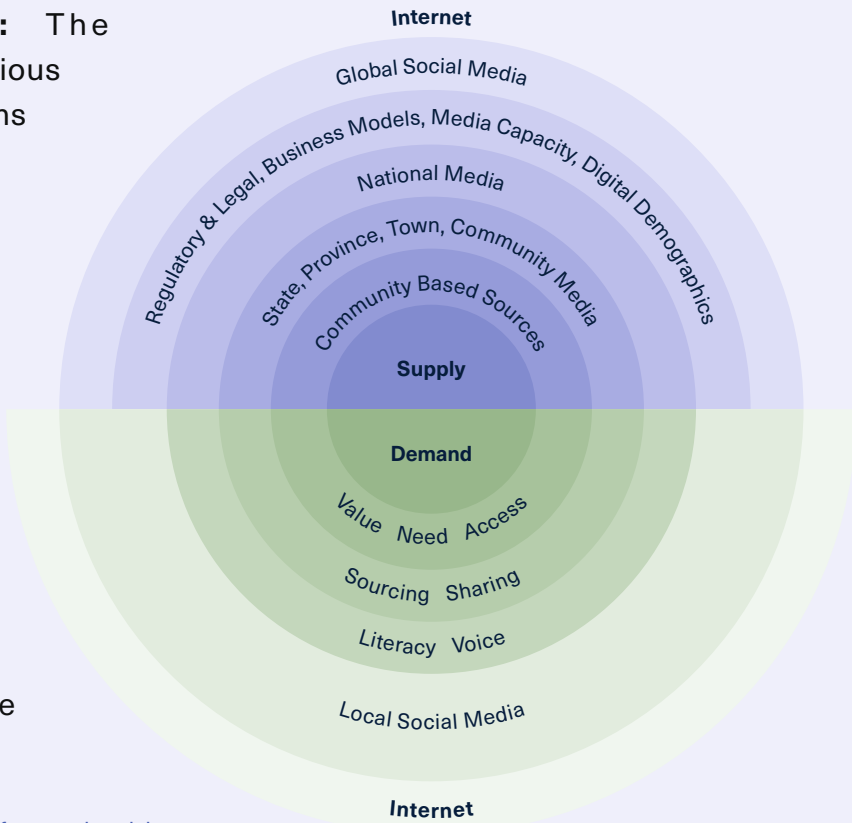 : The
ious
ns
Internet
Global Social Media
Regulatory & Legal, Business Models, Media Capacity, Digital Demographics
National Media
State, Province, Town, Community Media
Community Based Sources
Supply
Demand
Value Need Access
Sourcing Sharing
Literacy Voice
e
Local Social Media
Internet